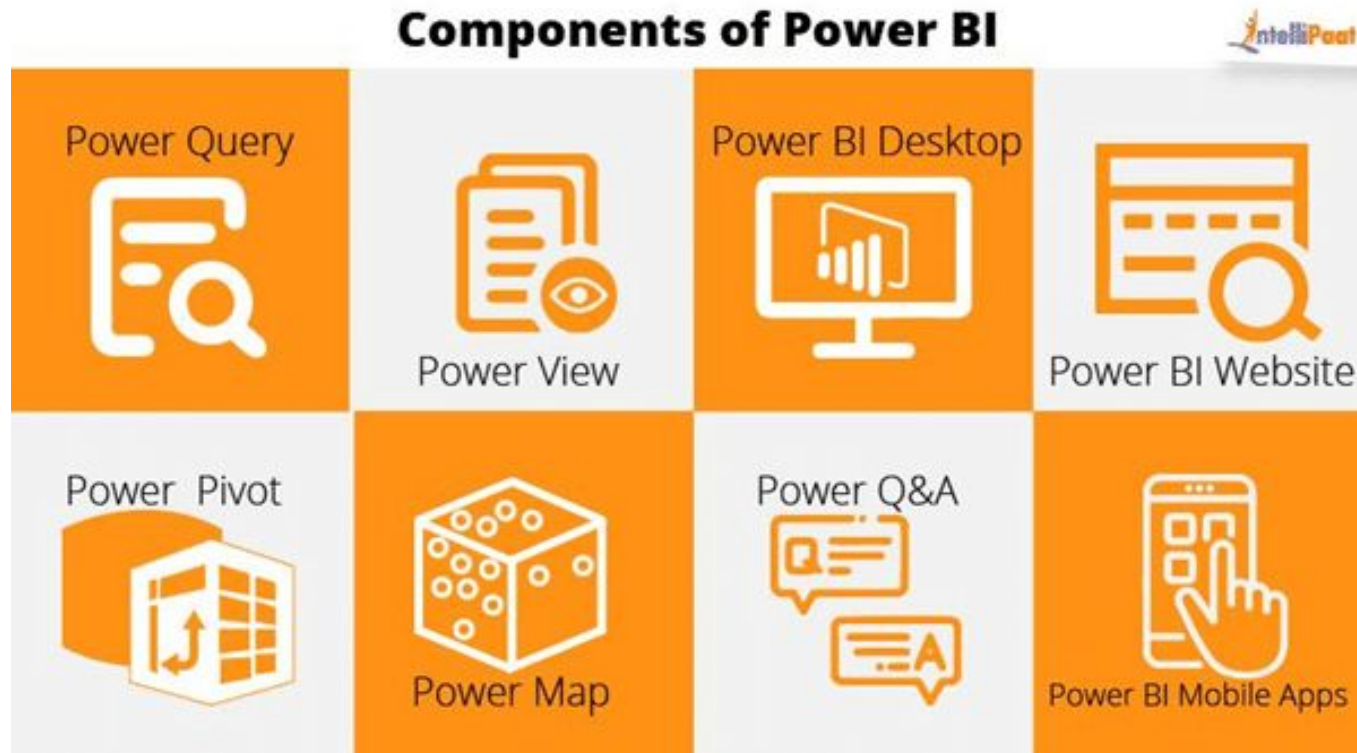 Components of Power BI
IntelliPaat
Power Query
Power View
Power BI Desktop
Power BI Website
Power Pivot
Power Map
Power Q&A
Q
A
Power BI Mobile Apps